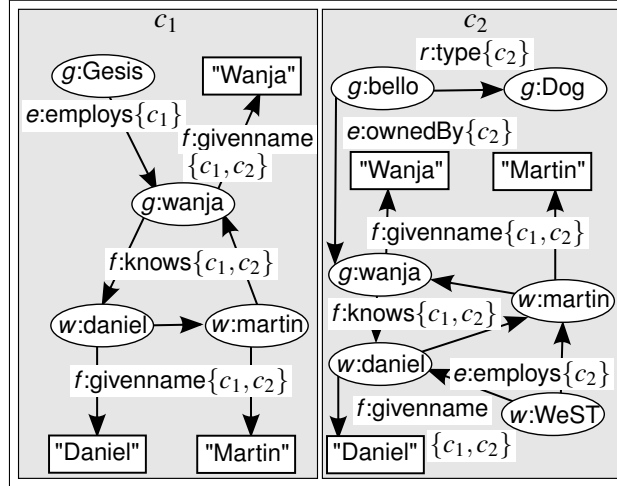 c₁
g:Gesis
"Wanja"
e:employs{c₁}
f:givenname
{c₁,c₂}
g:wanja
f:knows{c₁,c₂}
w:daniel
w:martin
f:givenname{c₁,c₂}
"Daniel"
"Martin"
c₂
r:type{c₂}
g:bello
g:Dog
e:ownedBy{c₂}
"Wanja"
"Martin"
f:givenname{c₁,c₂}
g:wanja
w:martin
f:knows{c₁,c₂}
w:daniel
e:employs{c₂}
f:givenname
w:WeST
"Daniel"
{c₁,c₂}